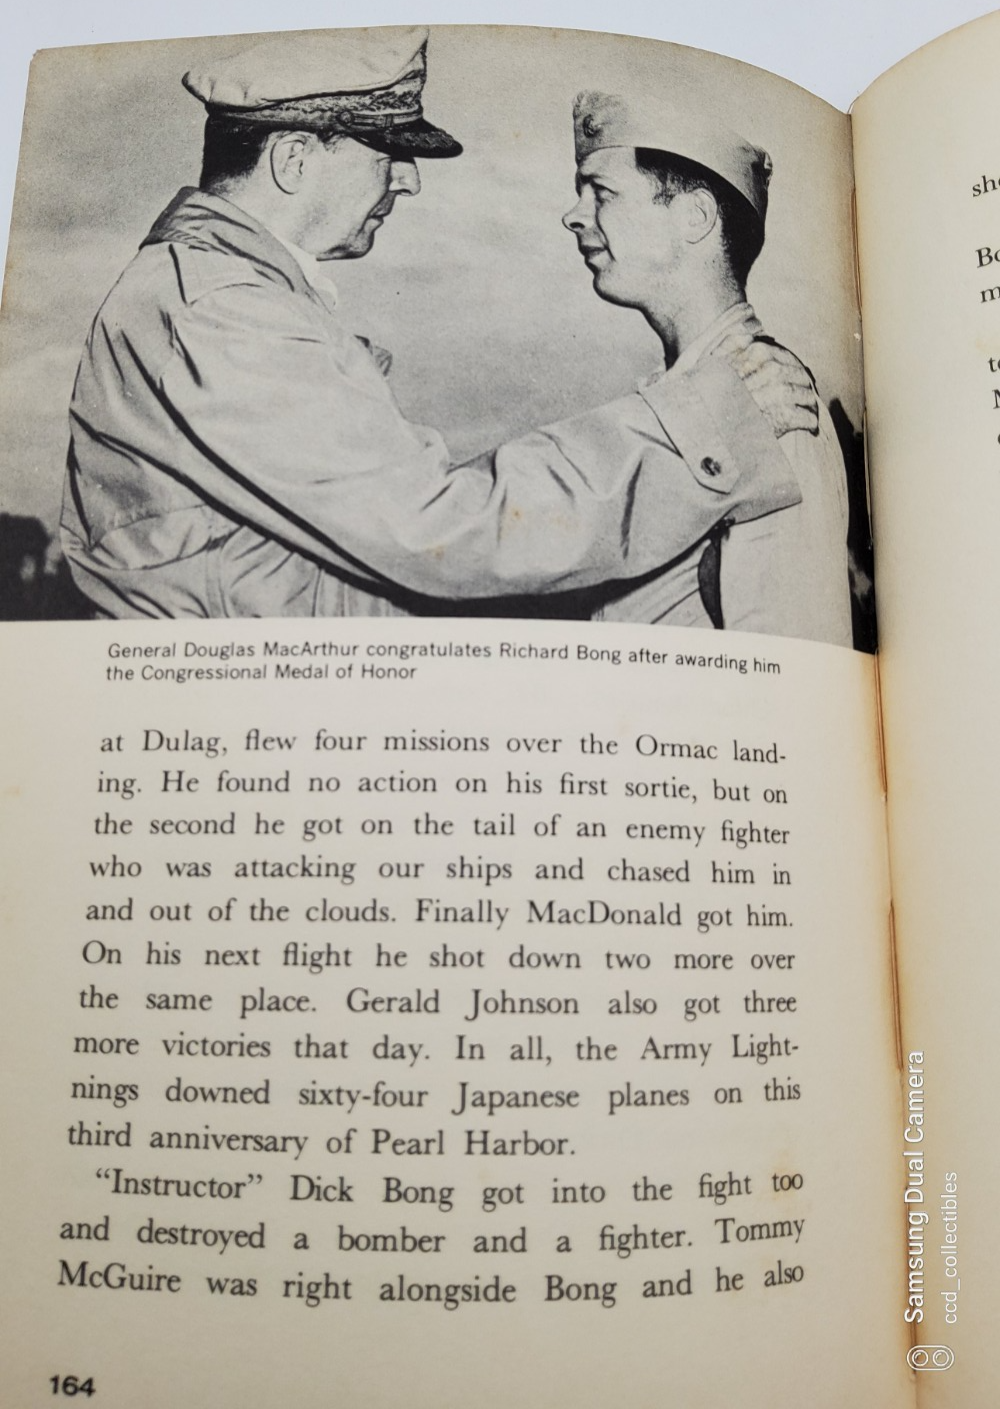 General Douglas MacArthur congratulates Richard Bong after awarding him
the Congressional Medal of Honor
at Dulag, flew four missions over the Ormac land-
ing. He found no action on his first sortie, but on
the second he got on the tail of an enemy fighter
who was attacking our ships and chased him in
and out of the clouds. Finally MacDonald got him.
On his next flight he shot down two more over
the same place. Gerald Johnson also got three
more victories that day. In all, the Army Light-
nings downed sixty-four Japanese planes on this
third anniversary of Pearl Harbor.
“Instructor” Dick Bong got into the fight too
and destroyed a bomber and a fighter. Tommy
McGuire was right alongside Bong and he also
164
Samsung Dual Camera
ccd_collectibles